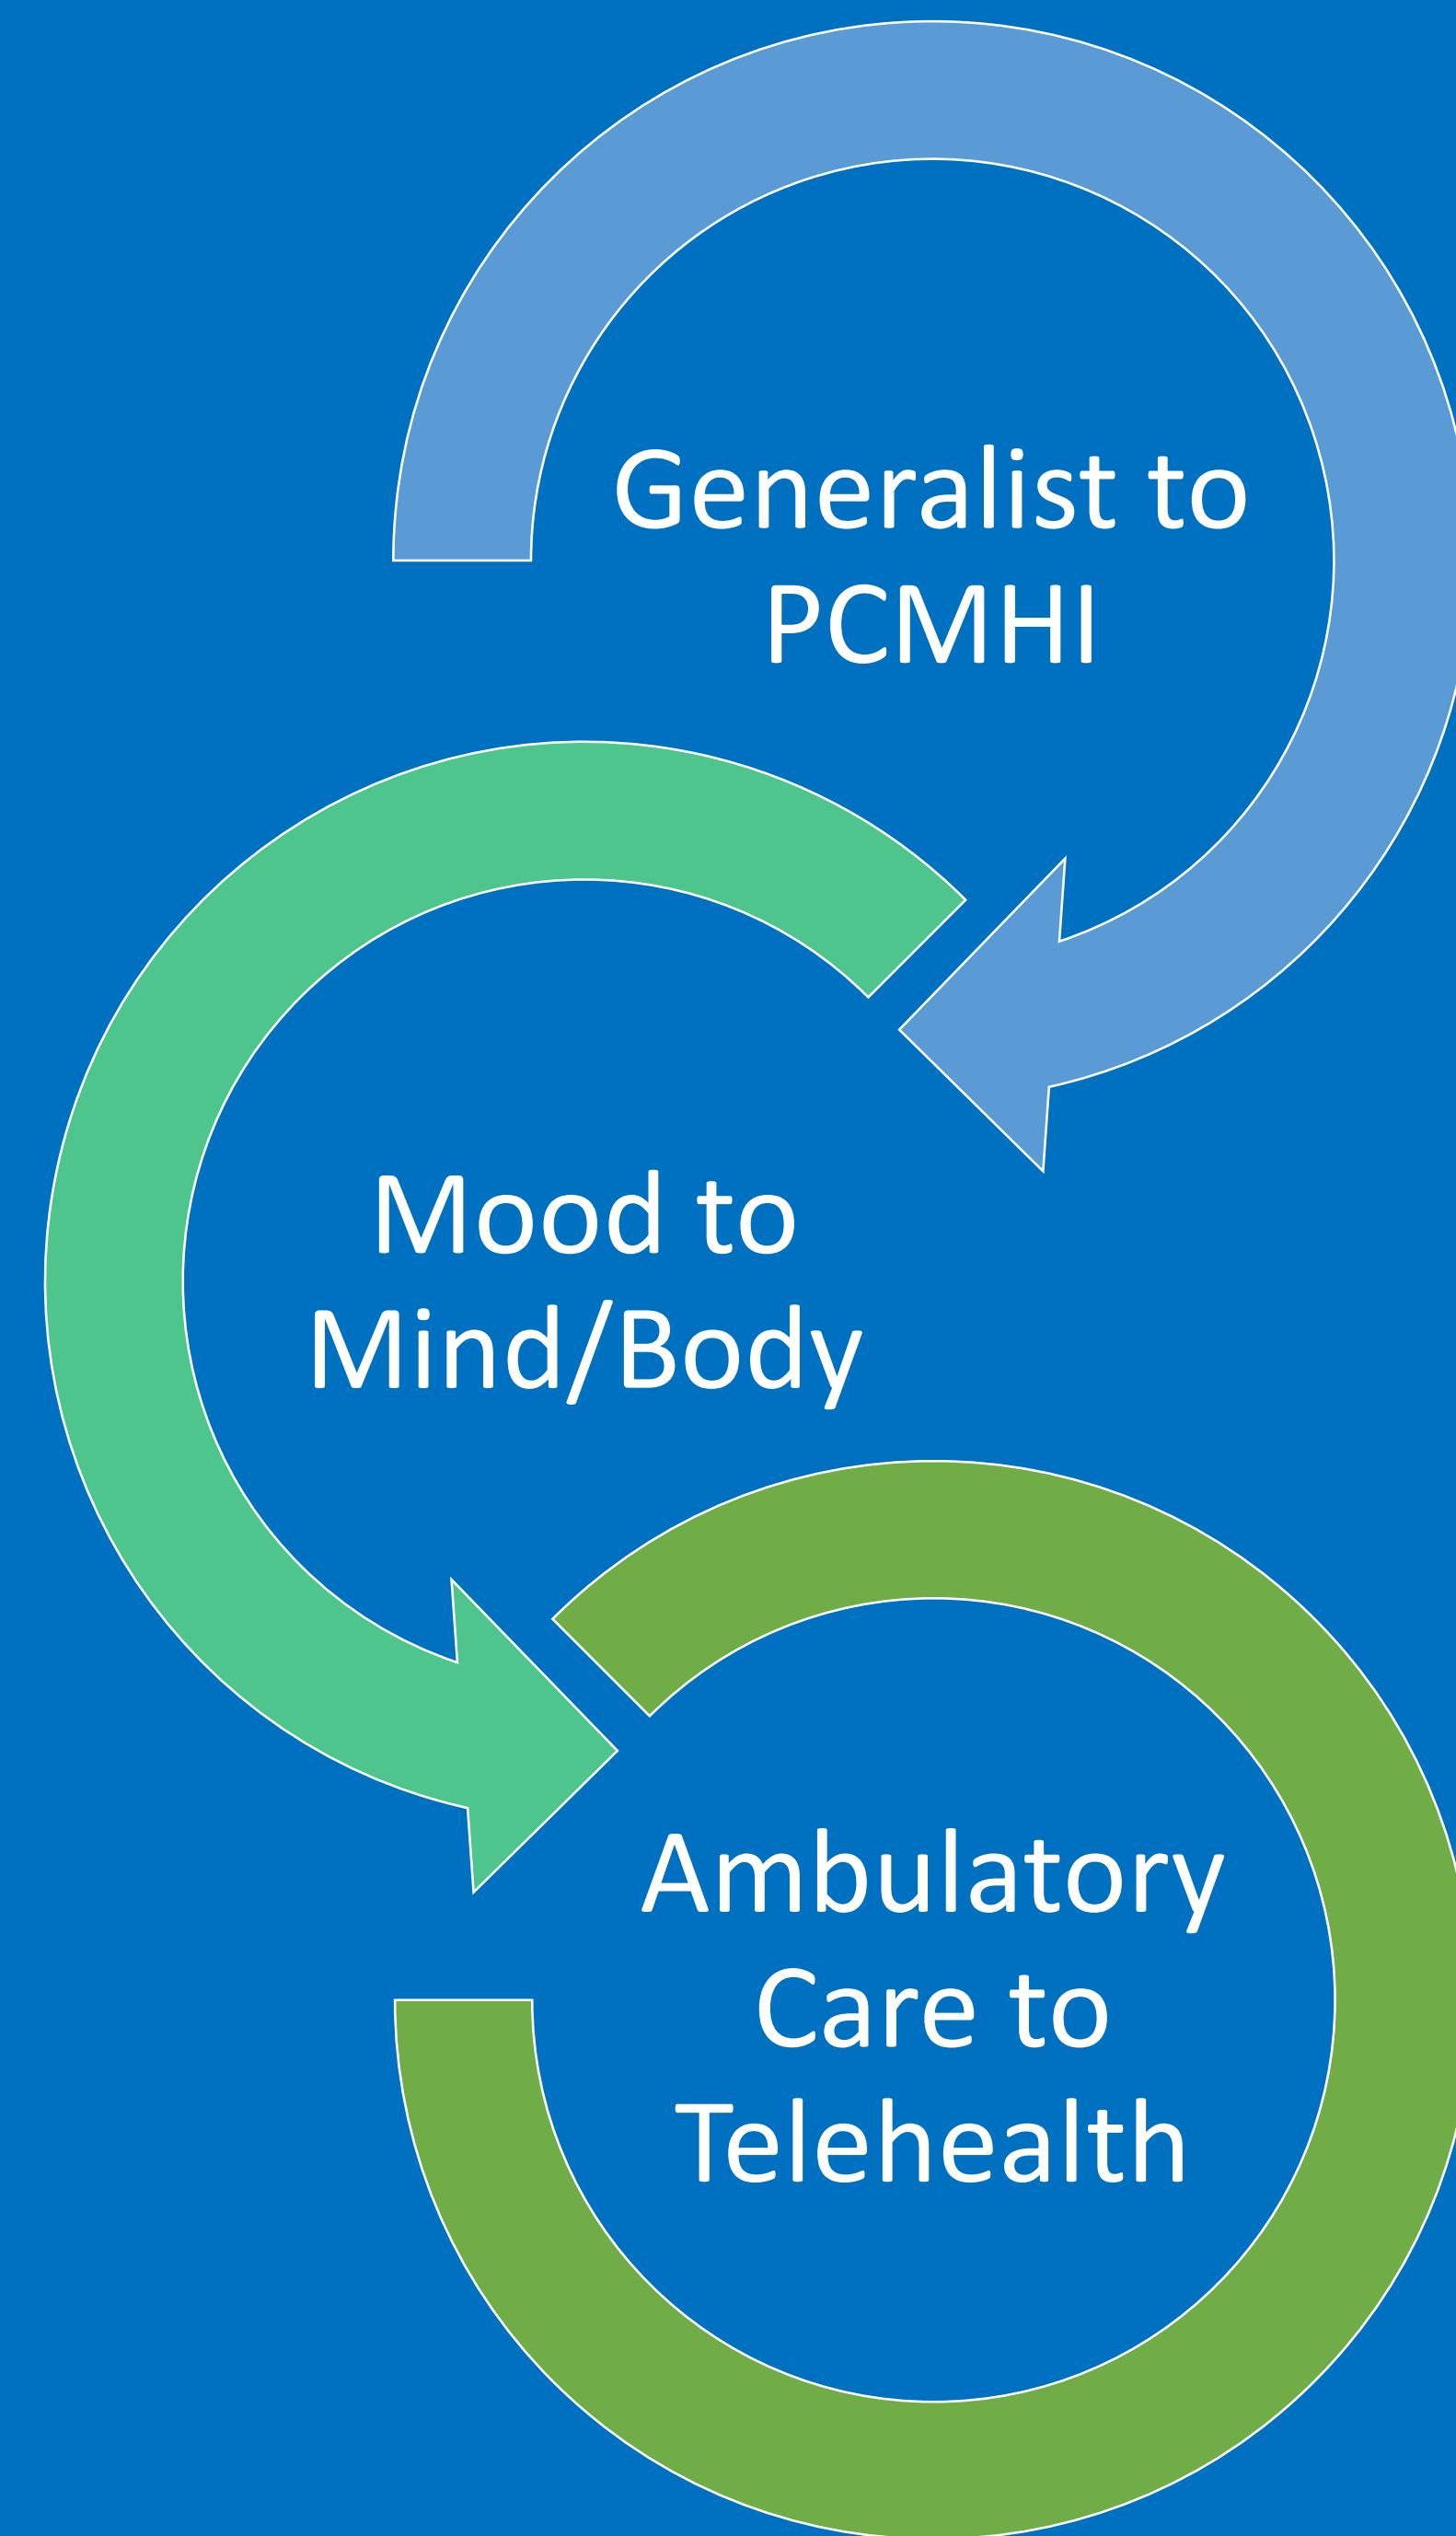 Generalist to
PCMHI
Mood to
Mind/Body
Ambulatory
Care to
Telehealth